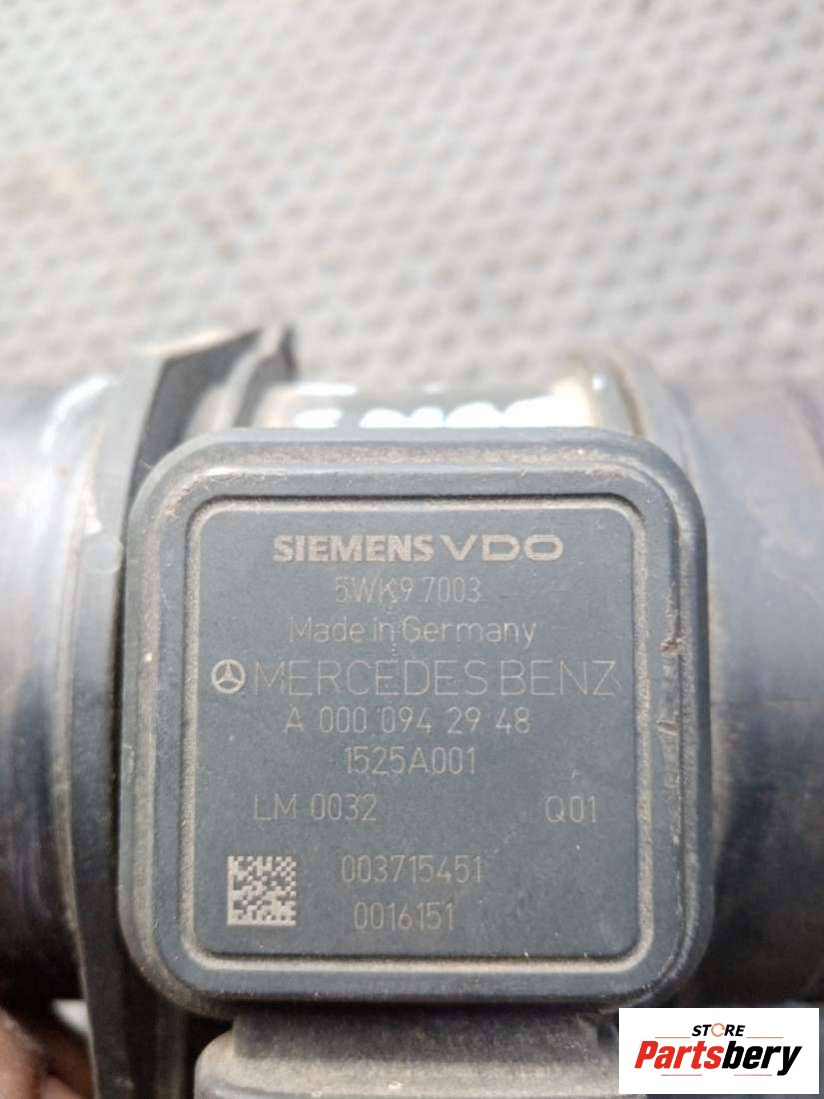 SIEMENS VDO
5WK9 7003
Made in Germany
MERCEDES BENZ
A 000 094 29 48
1525A001
LM 0032 Q01
003715451
0016151
STORE
Partsbery